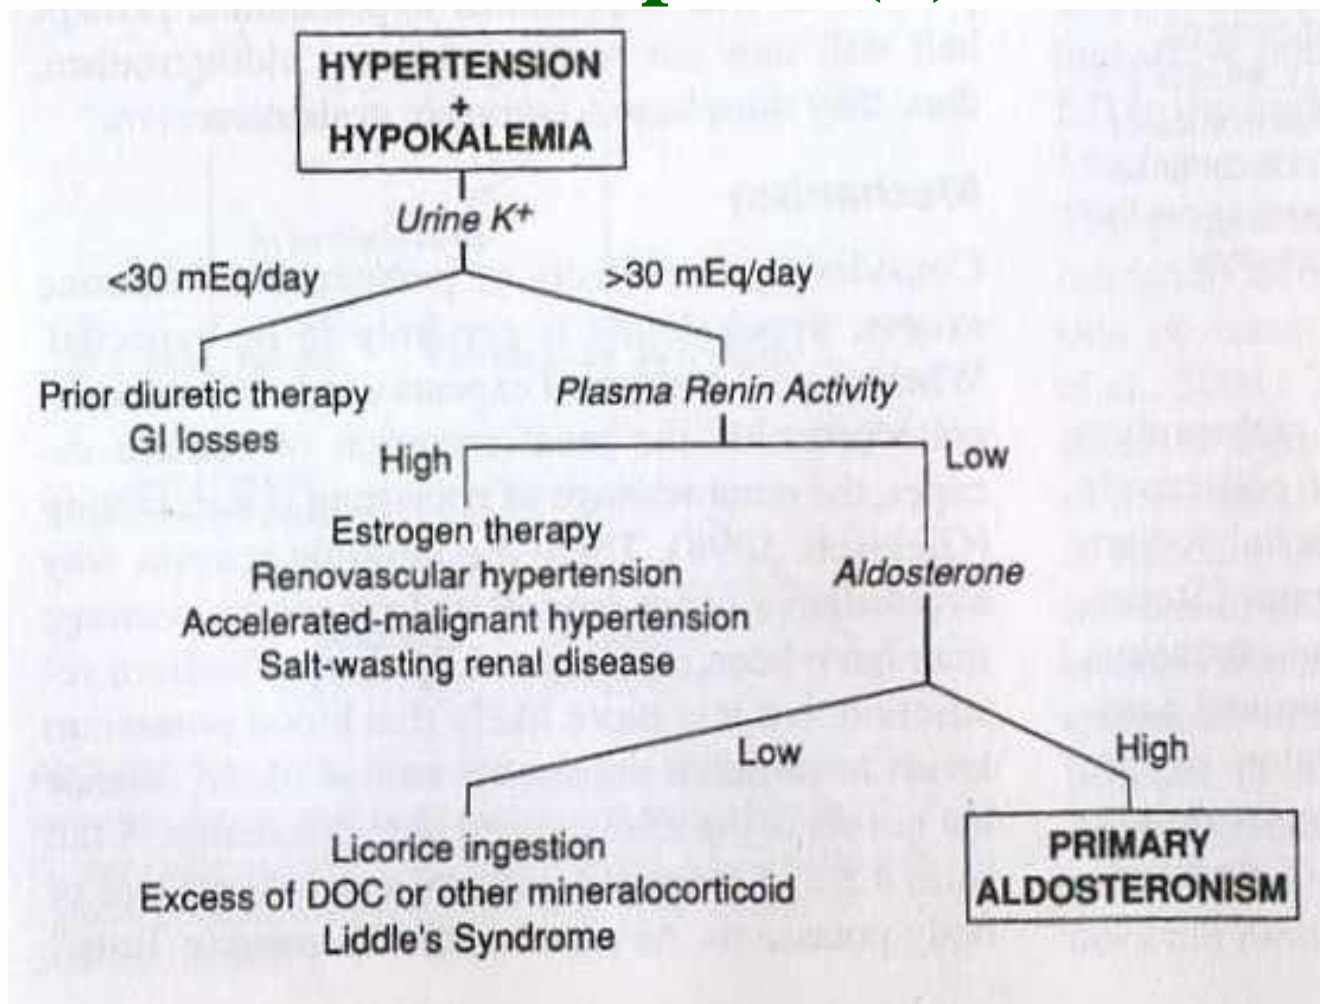 HYPERTENSION
+
HYPOKALEMIA
Urine K+
<30 mEq/day
>30 mEq/day
Prior diuretic therapy
GI losses
Plasma Renin Activity
High
Low
Estrogen therapy
Renovascular hypertension
Accelerated-malignant hypertension
Salt-wasting renal disease
Aldosterone
Low
High
Licorice ingestion
Excess of DOC or other mineralocorticoid
Liddle's Syndrome
PRIMARY
ALDOSTERONISM